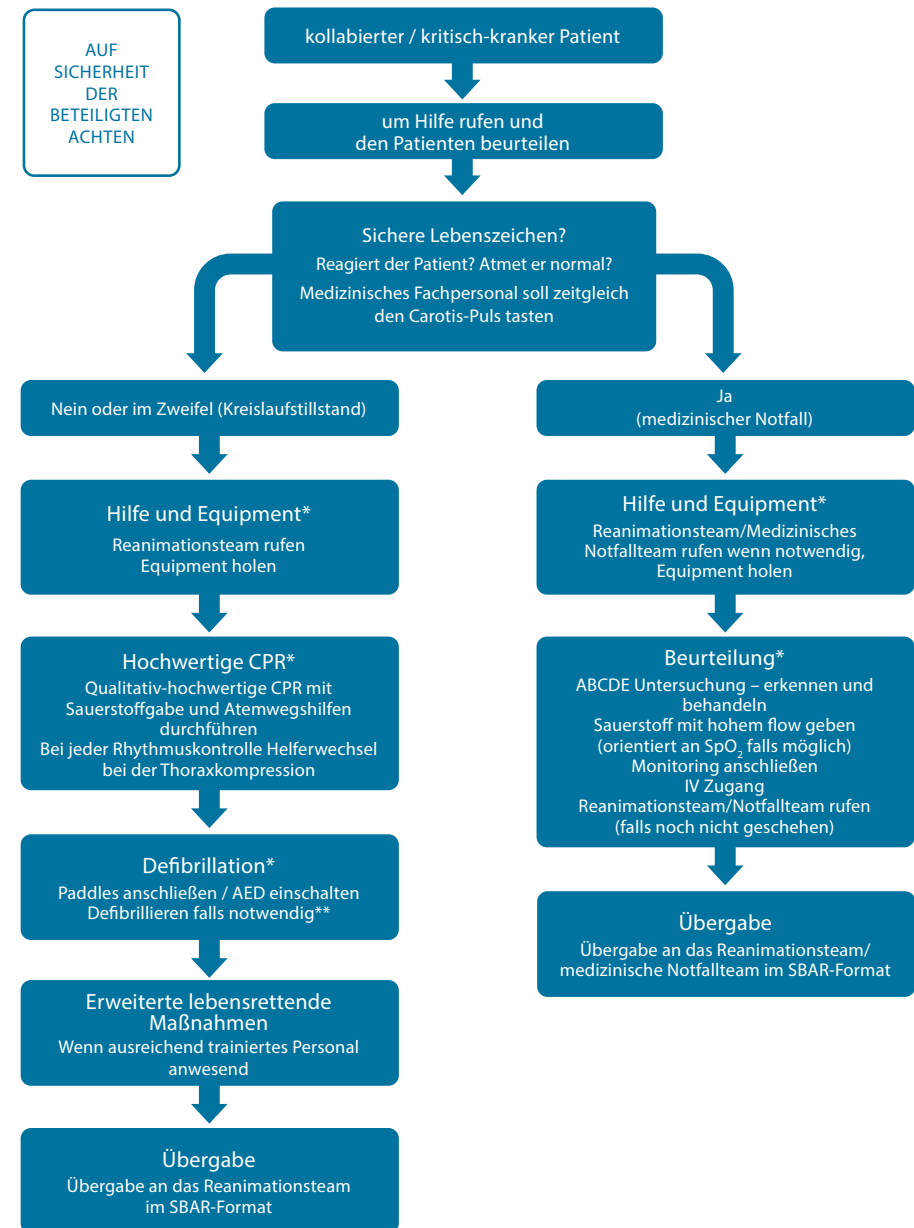 AUF
SICHERHEIT
DER
BETEILIGTEN
ACHTEN
kollabierter / kritisch-kranker Patient
um Hilfe rufen und
den Patienten beurteilen
Sichere Lebenszeichen?
Reagiert der Patient? Atmet er normal?
Medizinisches Fachpersonal soll zeitgleich
den Carotis-Puls tasten
Nein oder im Zweifel (Kreislaufstillstand)
Hilfe und Equipment*
Reanimationsteam rufen
Equipment holen
Hochwertige CPR*
Qualitativ-hochwertige CPR mit
Sauerstoffgabe und Atemwegshilfen
durchführen
Bei jeder Rhythmuskontrolle Helferwechsel
bei der Thoraxkompression
Defibrillation*
Paddles anschließen / AED einschalten
Defibrillieren falls notwendig**
Erweiterte lebensrettende
Maßnahmen
Wenn ausreichend trainiertes Personal
anwesend
Übergabe
Übergabe an das Reanimationsteam
im SBAR-Format
Ja
(medizinischer Notfall)
Hilfe und Equipment*
Reanimationsteam/Medizinisches
Notfallteam rufen wenn notwendig,
Equipment holen
Beurteilung*
ABCDE Untersuchung – erkennen und
behandeln
Sauerstoff mit hohem flow geben
(orientiert an SpO₂ falls möglich)
Monitoring anschließen
IV Zugang
Reanimationsteam/Notfallteam rufen
(falls noch nicht geschehen)
Übergabe
Übergabe an das Reanimationsteam/
medizinische Notfallteam im SBAR-Format